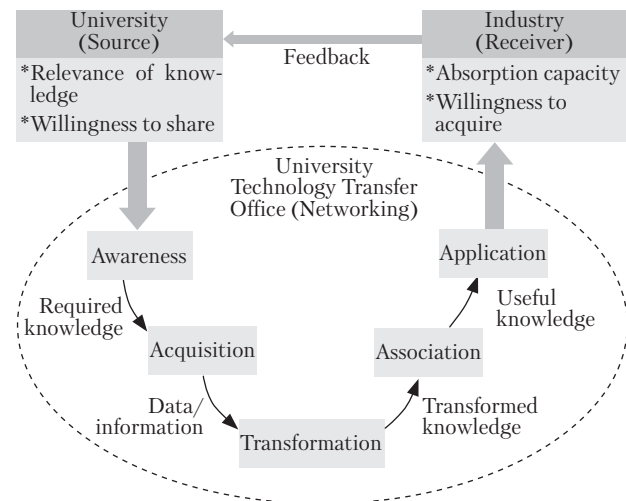 University
(Source)
*Relevance of know-
ledge
*Willingness to share
Feedback
Industry
(Receiver)
*Absorption capacity
*Willingness to
acquire
University
Technology Transfer
Office (Networking)
Awareness
Required
knowledge
Acquisition
Data/
information
Transformation
Transformed
knowledge
Association
Useful
knowledge
Application